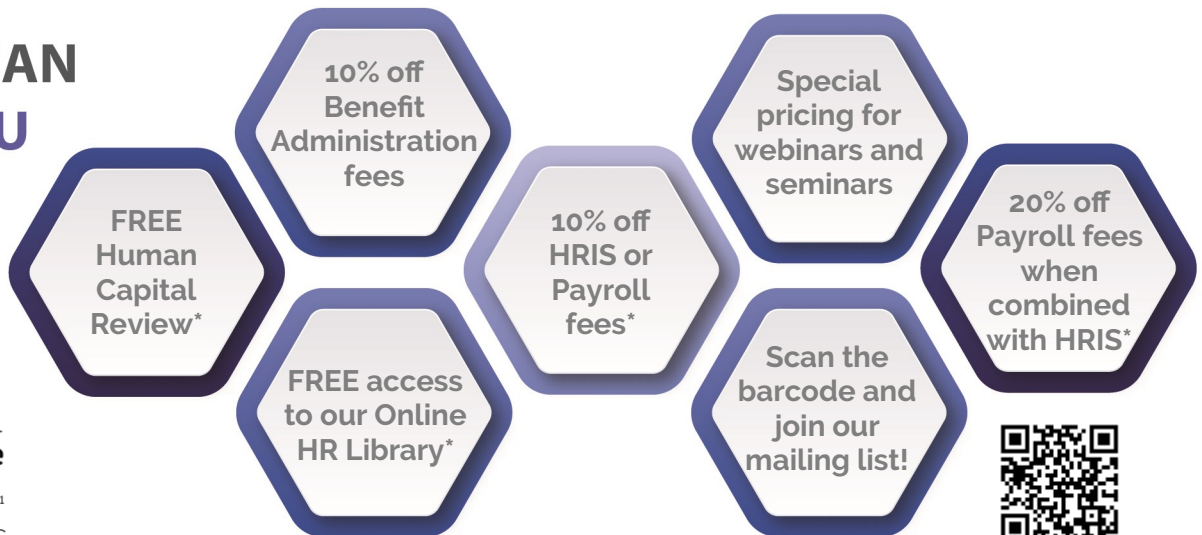 AN
U
FREE
Human
Capital
Review*
10% off
Benefit
Administration
fees
FREE access
to our Online
HR Library*
10% off
HRIS or
Payroll
fees*
Special
pricing for
webinars and
seminars
Scan the
barcode and
join our
mailing list!
20% off
Payroll fees
when
combined
with HRIS*
e
1